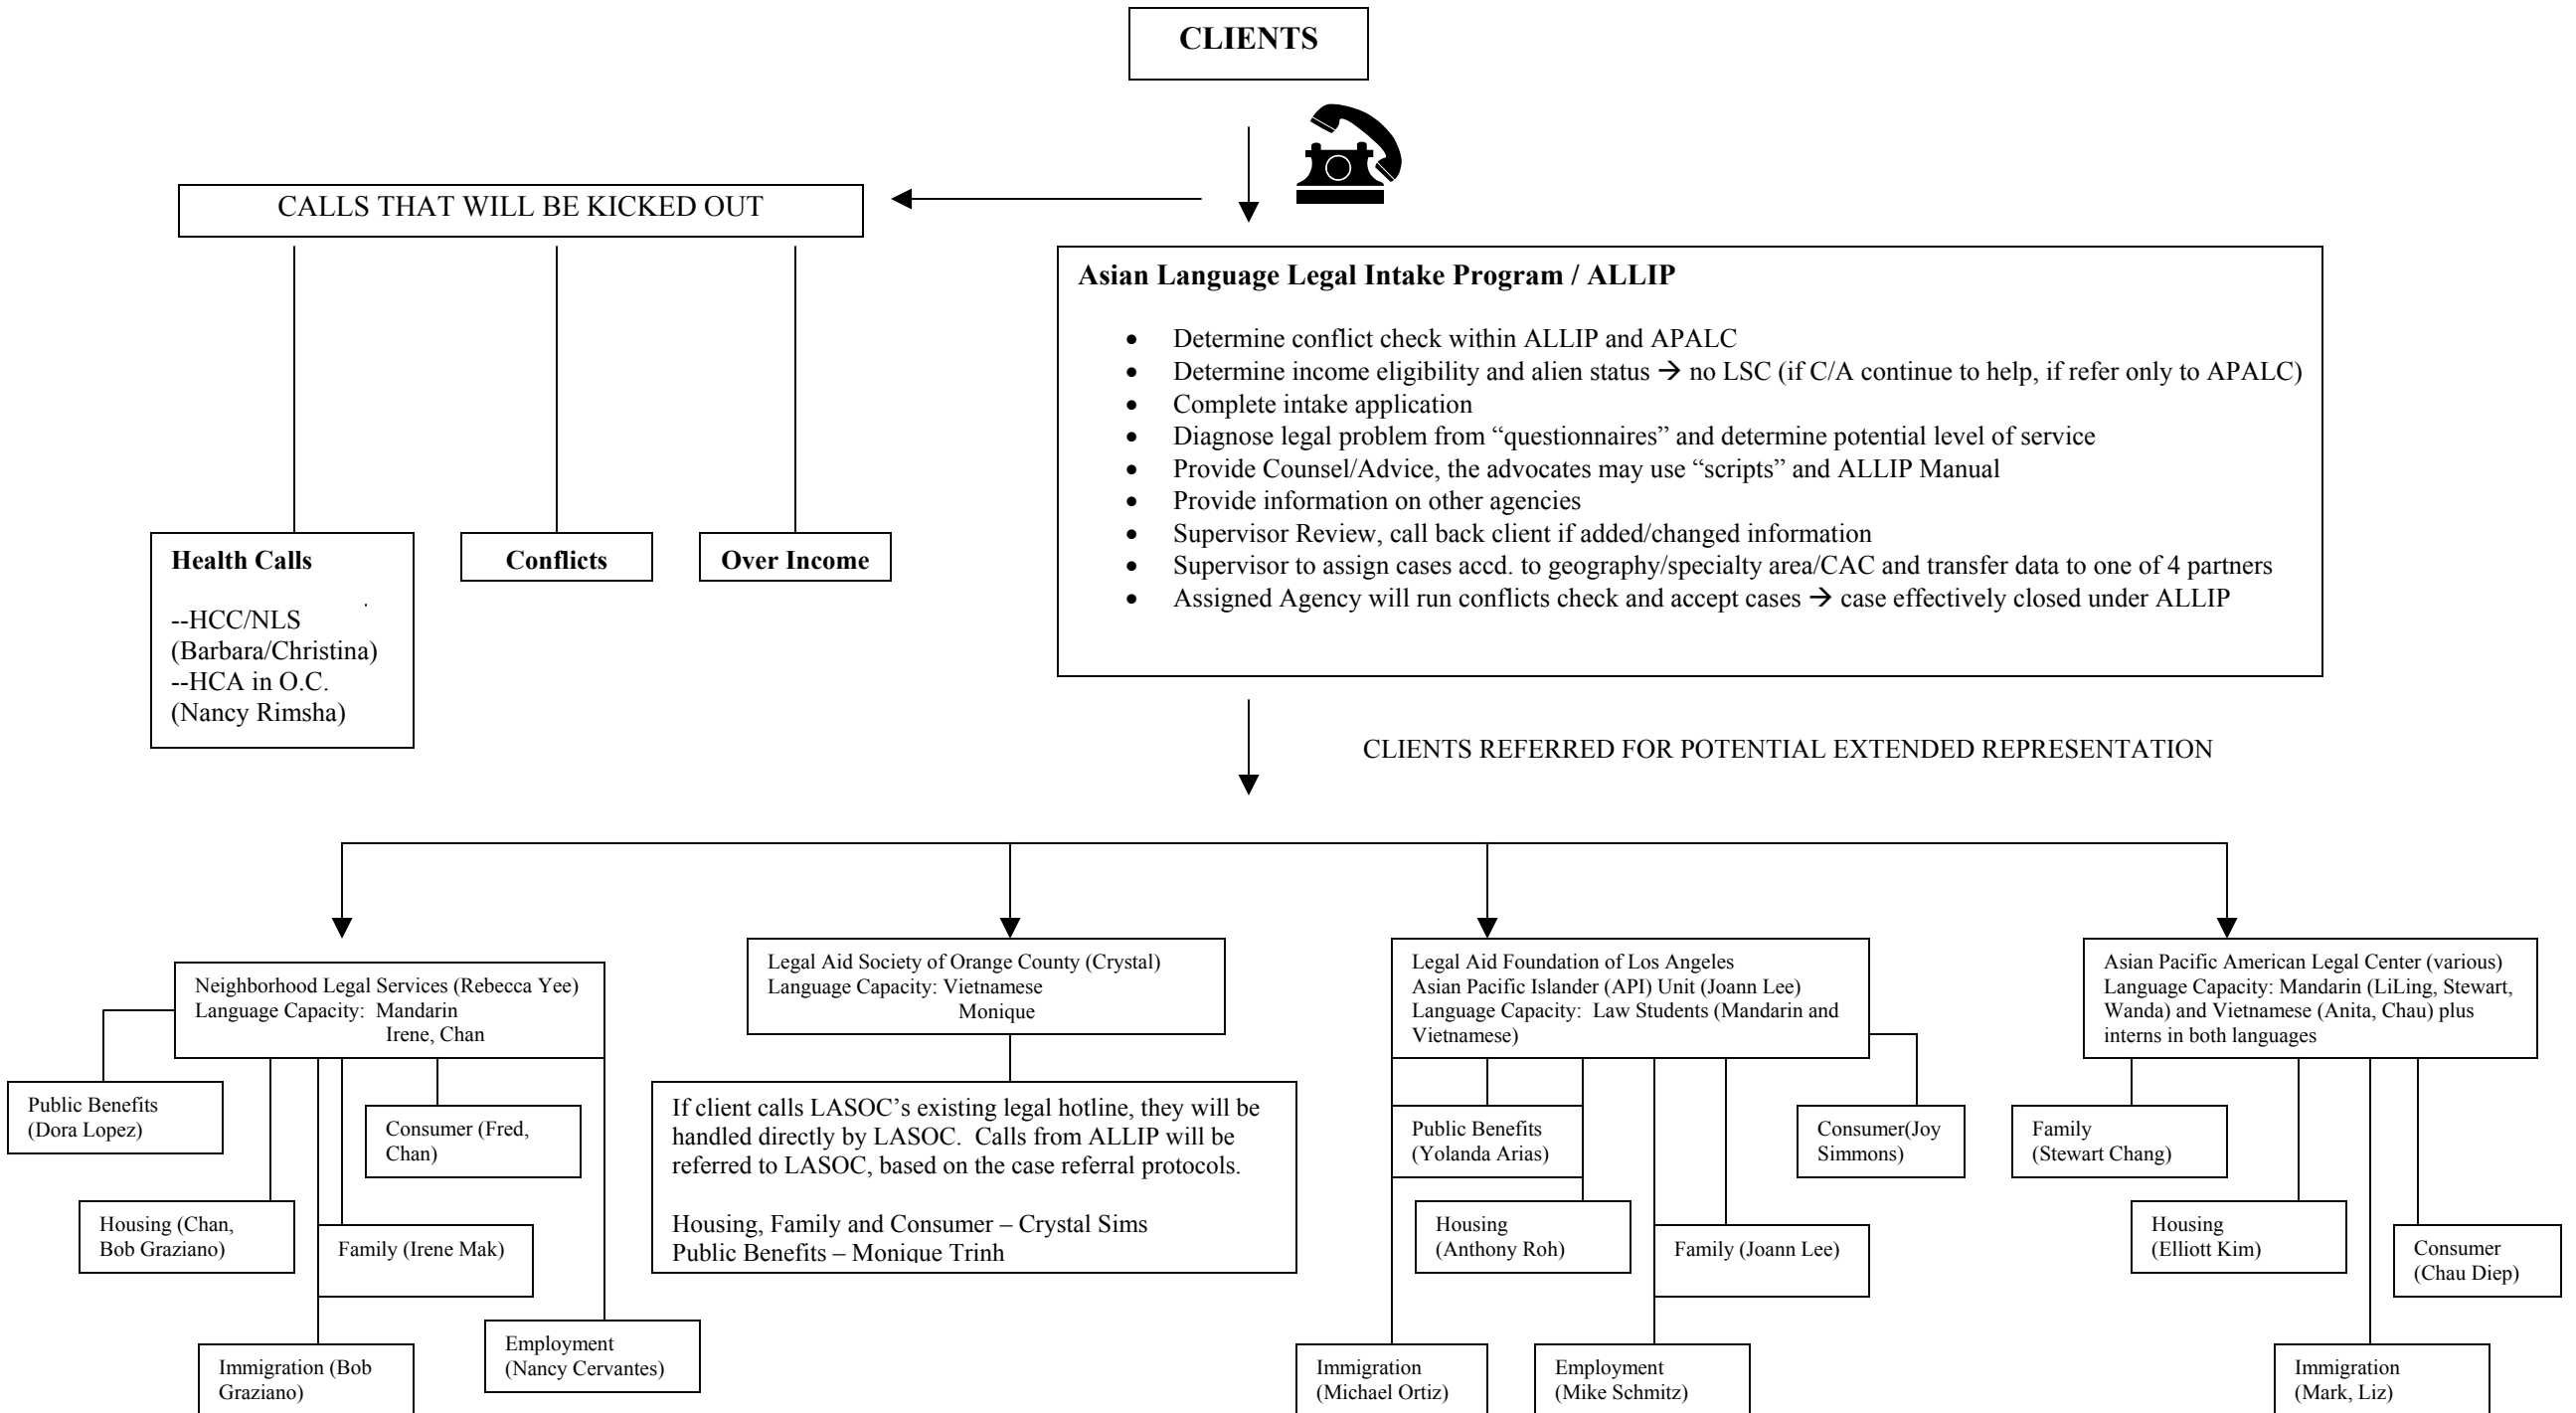 CLIENTS
CALLS THAT WILL BE KICKED OUT
Health Calls
--HCC/NLS
(Barbara/Christina)
--HCA in O.C.
(Nancy Rimsha)
Conflicts
Over Income
Asian Language Legal Intake Program / ALLIP
• Determine conflict check within ALLIP and APALC
• Determine income eligibility and alien status → no LSC (if C/A continue to help, if refer only to APALC)
• Complete intake application
• Diagnose legal problem from “questionnaires” and determine potential level of service
• Provide Counsel/Advice, the advocates may use “scripts” and ALLIP Manual
• Provide information on other agencies
• Supervisor Review, call back client if added/changed information
• Supervisor to assign cases accd. to geography/specialty area/CAC and transfer data to one of 4 partners
• Assigned Agency will run conflicts check and accept cases → case effectively closed under ALLIP
CLIENTS REFERRED FOR POTENTIAL EXTENDED REPRESENTATION
Neighborhood Legal Services (Rebecca Yee)
Language Capacity: Mandarin
Irene, Chan
Public Benefits
(Dora Lopez)
Consumer (Fred,
Chan)
Housing (Chan,
Bob Graziano)
Family (Irene Mak)
Immigration (Bob
Graziano)
Employment
(Nancy Cervantes)
Legal Aid Society of Orange County (Crystal)
Language Capacity: Vietnamese
Monique
If client calls LASOC’s existing legal hotline, they will be
handled directly by LASOC. Calls from ALLIP will be
referred to LASOC, based on the case referral protocols.
Housing, Family and Consumer – Crystal Sims
Public Benefits – Monique Trinh
Legal Aid Foundation of Los Angeles
Asian Pacific Islander (API) Unit (Joann Lee)
Language Capacity: Law Students (Mandarin and
Vietnamese)
Public Benefits
(Yolanda Arias)
Consumer(Joy
Simmons)
Housing
(Anthony Roh)
Family (Joann Lee)
Immigration
(Michael Ortiz)
Employment
(Mike Schmitz)
Asian Pacific American Legal Center (various)
Language Capacity: Mandarin (LiLing, Stewart,
Wanda) and Vietnamese (Anita, Chau) plus
interns in both languages
Family
(Stewart Chang)
Housing
(Elliott Kim)
Consumer
(Chau Diep)
Immigration
(Mark, Liz)